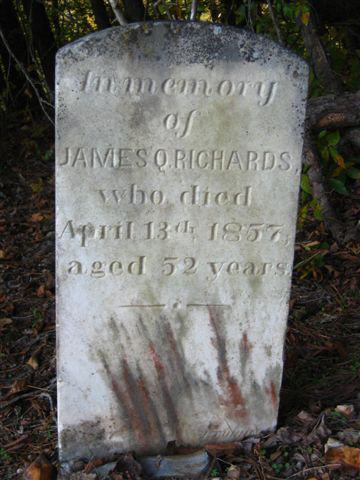 In memory
of
JAMES Q. RICHARDS,
who died
April 13th, 1857,
aged 52 years